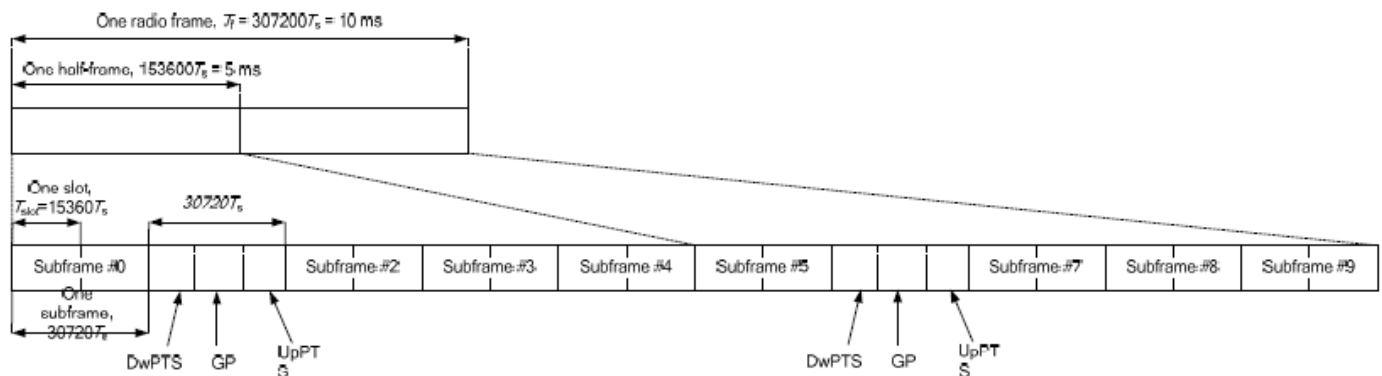 One radio frame, Tf = 307200Ts = 10 ms
One half-frame, 153600Ts = 5 ms
One slot,
Tslot=15360Ts
30720Ts
Subframe #0
Subframe #2
Subframe #3
Subframe #4
Subframe #5
Subframe #7
Subframe #8
Subframe #9
One
subframe,
30720Ts
DwPTS
GP
UpPT
S
DwPTS
GP
UpPT
S